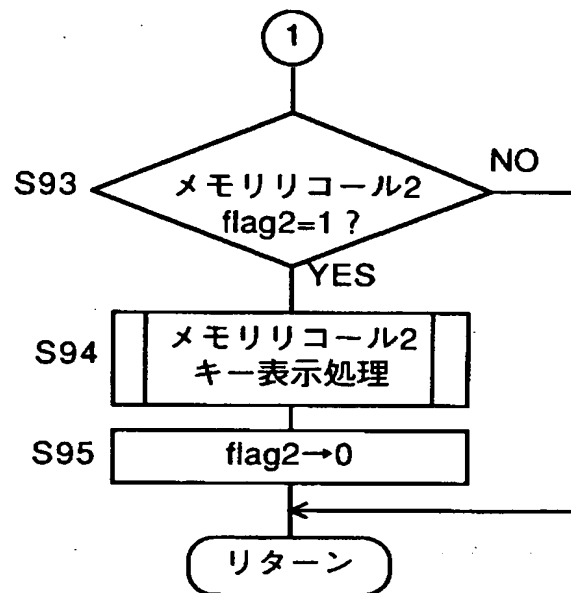 1
S93
メモリリコール2
flag2=1 ?
NO
YES
S94
メモリリコール2
キー表示処理
S95
flag2→0
リターン